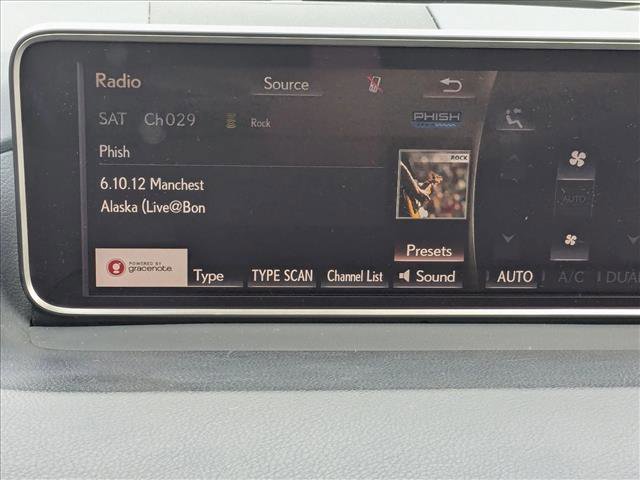 Radio
Source
SAT Ch029 Rock
PHISH
Phish
ROCK
6.10.12 Manchest
Alaska (Live@Bon
AUTO
Presets
POWERED BY
gracenote.
Type
TYPE SCAN
Channel List
Sound
AUTO
A/C
DUAL